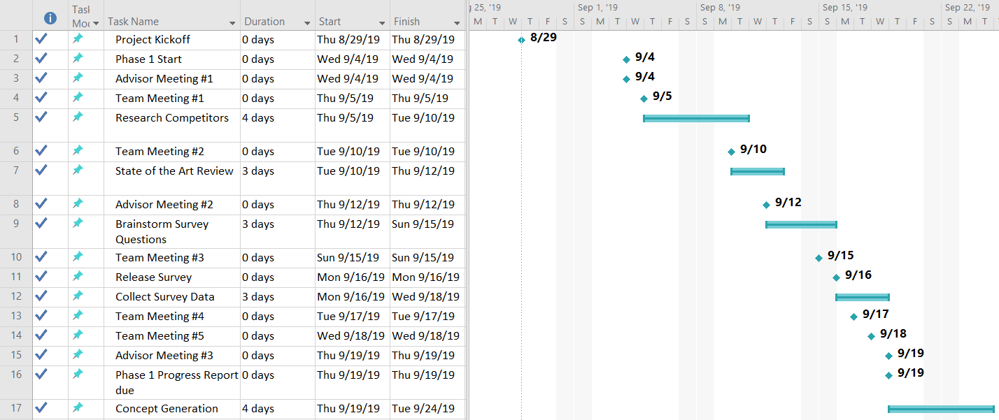 Task
Mod
Task Name
Duration
Start
Finish
g 25, '19
Sep 1, '19
Sep 8, '19
Sep 15, '19
Sep 22, '19
M T W T F S S M T W T F S S M T W T F S S M T W T F S S M T
1 Project Kickoff 0 days Thu 8/29/19 Thu 8/29/19 8/29
2 Phase 1 Start 0 days Wed 9/4/19 Wed 9/4/19 9/4
3 Advisor Meeting #1 0 days Wed 9/4/19 Wed 9/4/19 9/4
4 Team Meeting #1 0 days Thu 9/5/19 Thu 9/5/19 9/5
5 Research Competitors 4 days Thu 9/5/19 Tue 9/10/19
6 Team Meeting #2 0 days Tue 9/10/19 Tue 9/10/19 9/10
7 State of the Art Review 3 days Tue 9/10/19 Thu 9/12/19
8 Advisor Meeting #2 0 days Thu 9/12/19 Thu 9/12/19 9/12
9 Brainstorm Survey 3 days Thu 9/12/19 Sun 9/15/19
Questions
10 Team Meeting #3 0 days Sun 9/15/19 Sun 9/15/19 9/15
11 Release Survey 0 days Mon 9/16/19 Mon 9/16/19 9/16
12 Collect Survey Data 3 days Mon 9/16/19 Wed 9/18/19
13 Team Meeting #4 0 days Tue 9/17/19 Tue 9/17/19 9/17
14 Team Meeting #5 0 days Wed 9/18/19 Wed 9/18/19 9/18
15 Advisor Meeting #3 0 days Thu 9/19/19 Thu 9/19/19 9/19
16 Phase 1 Progress Report 0 days Thu 9/19/19 Thu 9/19/19 9/19
due
17 Concept Generation 4 days Thu 9/19/19 Tue 9/24/19